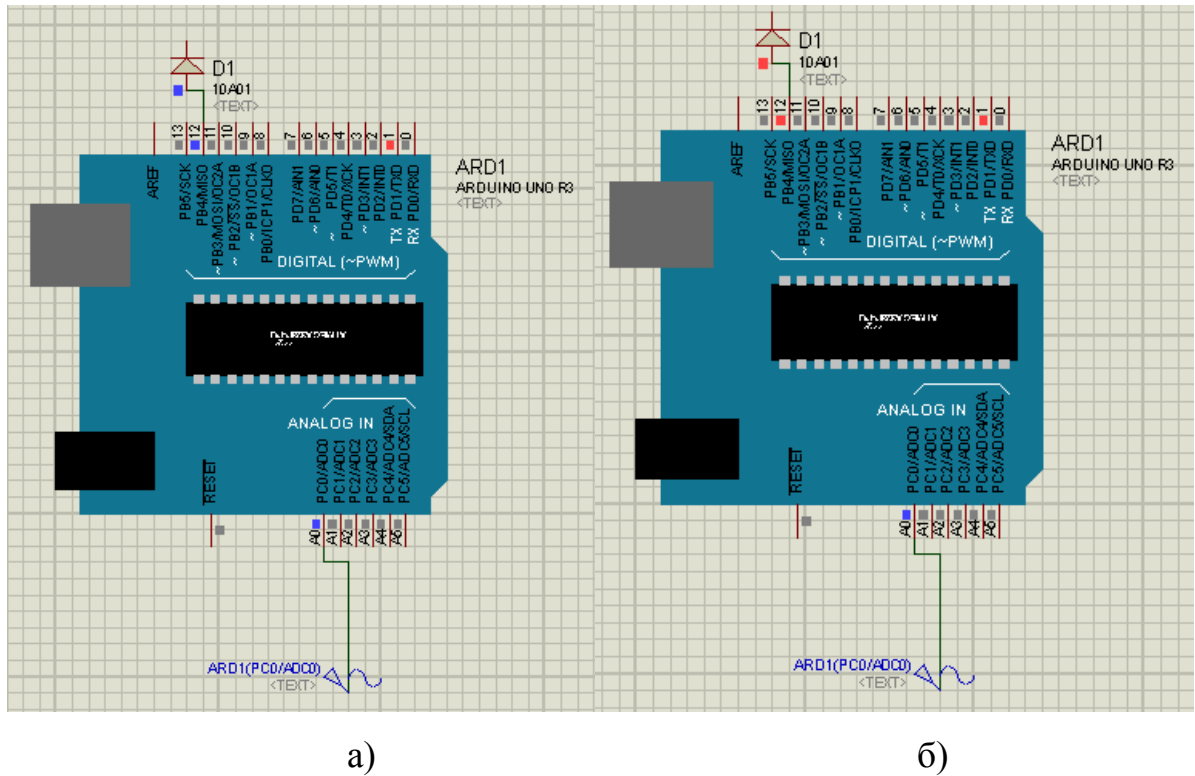 D1
10A01
<TEXT>
13
12
11
10
9
8
7
6
5
4
3
2
1
0
AREF
PB5/SCK
PB4/MISO
~PB3/MOSI/OC2A
~ PB2/SS/OC1B
~ PB1/OC1A
PB0/ICP1/CLKO
PD7/AIN1
~ PD6/AIN0
~ PD5/T1
PD4/T0/XCK
~ PD3/INT1
PD2/INT0
TX PD1/TXD
RX PD0/RXD
DIGITAL (~PWM)
ARD1
ARDUINO UNO R3
<TEXT>
ANALOG IN
RESET
PC0/ADC0
PC1/ADC1
PC2/ADC2
PC3/ADC3
PC4/ADC4/SDA
PC5/ADC5/SCL
A0
A1
A2
A3
A4
A5
ARD1(PC0/ADC0)
<TEXT>
а)
D1
10A01
<TEXT>
13
12
11
10
9
8
7
6
5
4
3
2
1
0
AREF
PB5/SCK
PB4/MISO
~PB3/MOSI/OC2A
~ PB2/SS/OC1B
~ PB1/OC1A
PB0/ICP1/CLKO
PD7/AIN1
~ PD6/AIN0
~ PD5/T1
PD4/T0/XCK
~ PD3/INT1
PD2/INT0
TX PD1/TXD
RX PD0/RXD
DIGITAL (~PWM)
ARD1
ARDUINO UNO R3
<TEXT>
ANALOG IN
RESET
PC0/ADC0
PC1/ADC1
PC2/ADC2
PC3/ADC3
PC4/ADC4/SDA
PC5/ADC5/SCL
A0
A1
A2
A3
A4
A5
ARD1(PC0/ADC0)
<TEXT>
б)